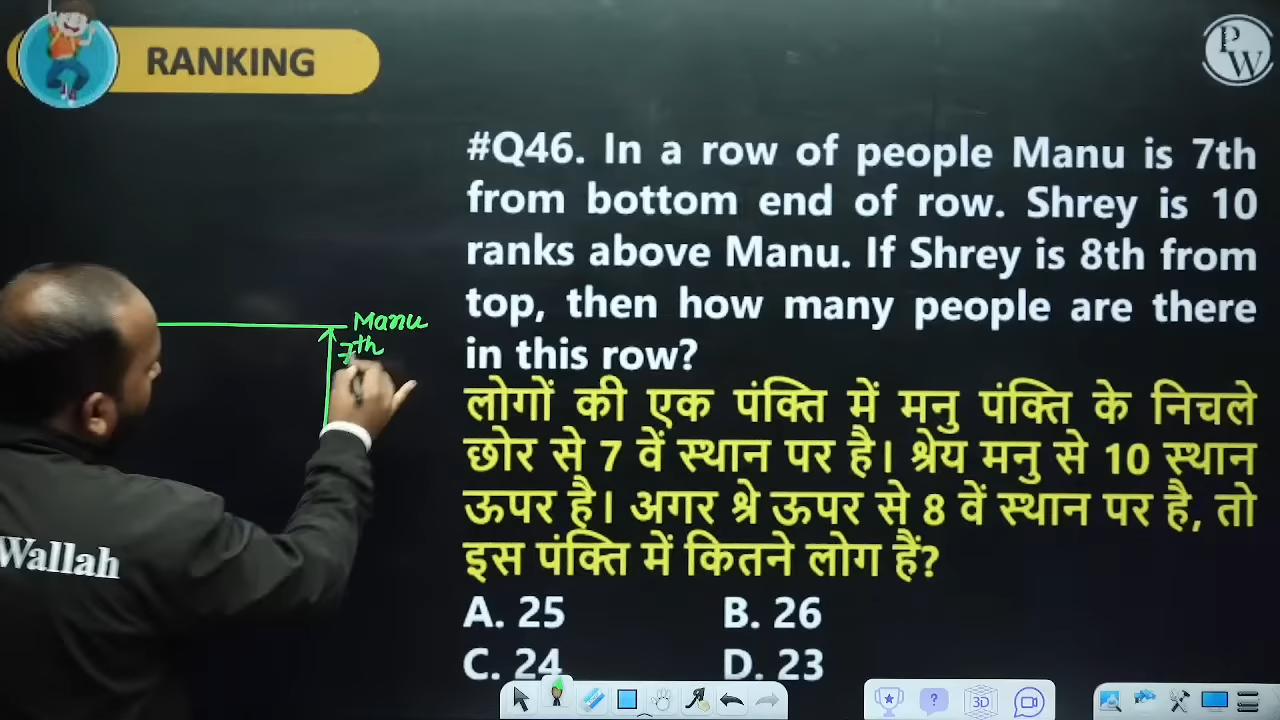 RANKING
PW
#Q46. In a row of people Manu is 7th
from bottom end of row. Shrey is 10
ranks above Manu. If Shrey is 8th from
top, then how many people are there
in this row?
Manu
7th
लोगों की एक पंक्ति में मनु पंक्ति के निचले
छोर से 7 वें स्थान पर है। श्रेय मनु से 10 स्थान
ऊपर है। अगर श्रे ऊपर से 8 वें स्थान पर है, तो
इस पंक्ति में कितने लोग हैं?
Wallah
A. 25 B. 26
C. 24 D. 23
3D